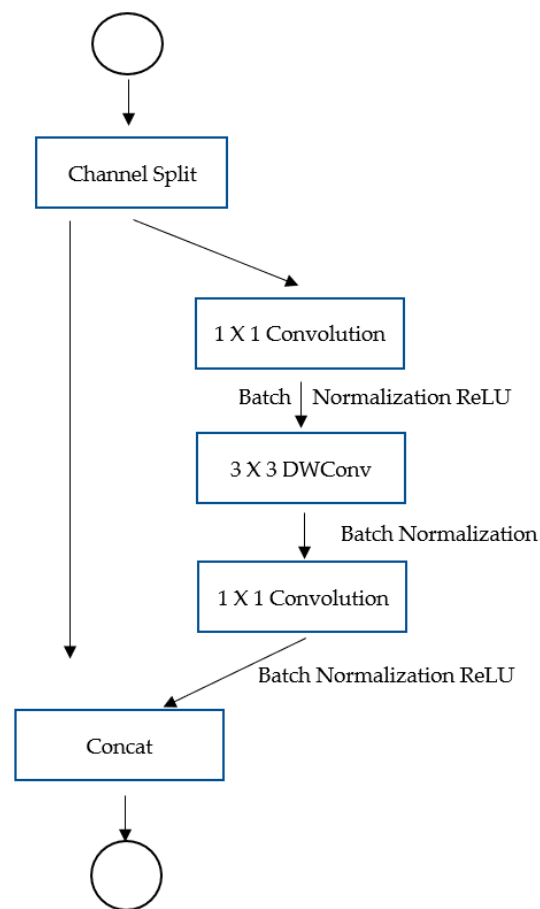 Channel Split
1 X 1 Convolution
Batch Normalization ReLU
3 X 3 DWConv
Batch Normalization
1 X 1 Convolution
Batch Normalization ReLU
Concat